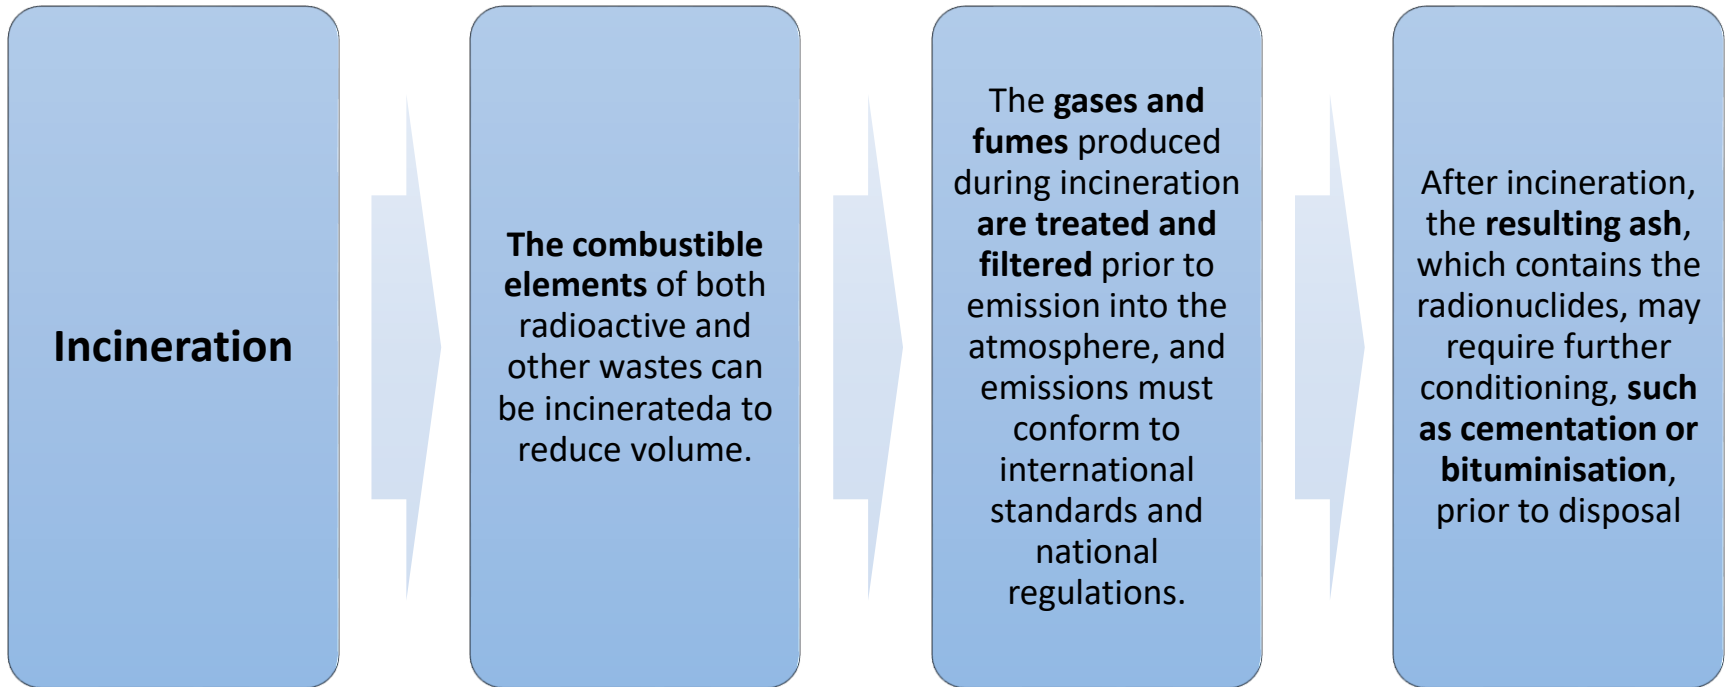 Incineration
The combustible
elements of both
radioactive and
other wastes can
be incinerateda to
reduce volume.
The gases and
fumes produced
during incineration
are treated and
filtered prior to
emission into the
atmosphere, and
emissions must
conform to
international
standards and
national
regulations.
After incineration,
the resulting ash,
which contains the
radionuclides, may
require further
conditioning, such
as cementation or
bituminisation,
prior to disposal